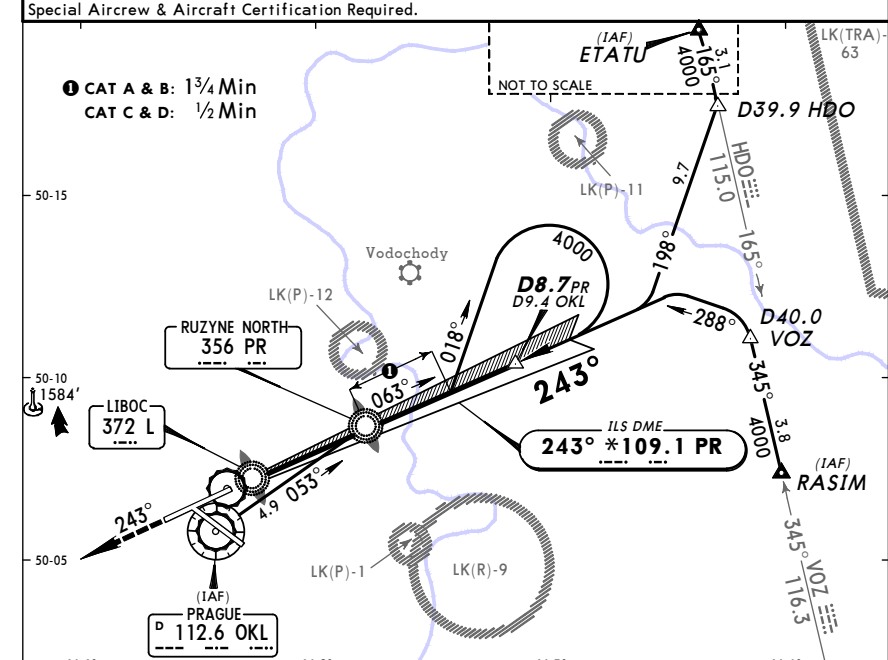 Special Aircrew & Aircraft Certification Required.
❶ CAT A & B: 1¾ Min
CAT C & D: ½ Min
(IAF)
ETATU
NOT TO SCALE
3.1
165°
4000
LK(TRA)-
63
D39.9 HDO
HDO
115.0
165°
LK(P)-11
9.7
198°
50-15
Vodochody
4000
D8.7 PR
D9.4 OKL
LK(P)-12
018°
RUZYNE NORTH
356 PR
288°
D40.0
VOZ
50-10
❶
063°
243°
345°
3.8
4000
1584'
LIBOC
372 L
ILS DME
243° *109.1 PR
(IAF)
RASIM
053°
4.9
243°
50-05
LK(P)-1
LK(R)-9
345°
VOZ
116.3
(IAF)
PRAGUE
D 112.6 OKL